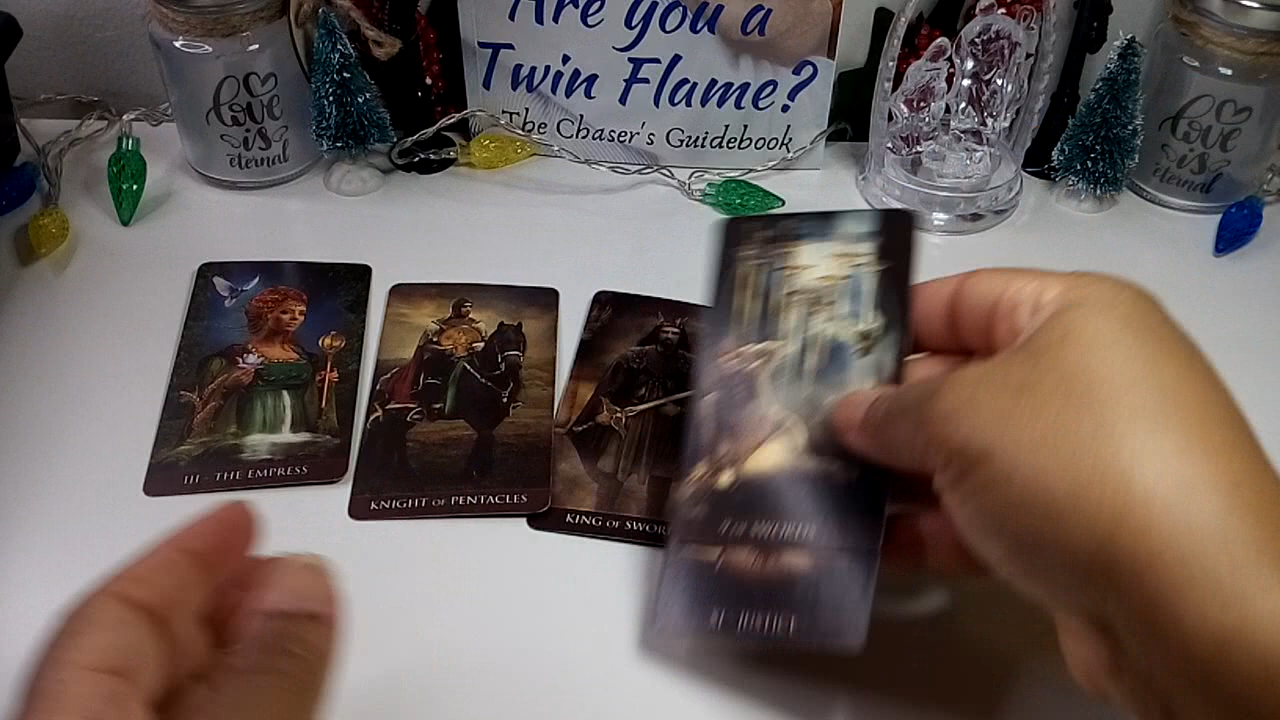 Are you a
Twin Flame?
The Chaser's Guidebook
love
is
eternal
love
is
eternal
III - THE EMPRESS
KNIGHT OF PENTACLES
KING OF SWOR
JUSTICE